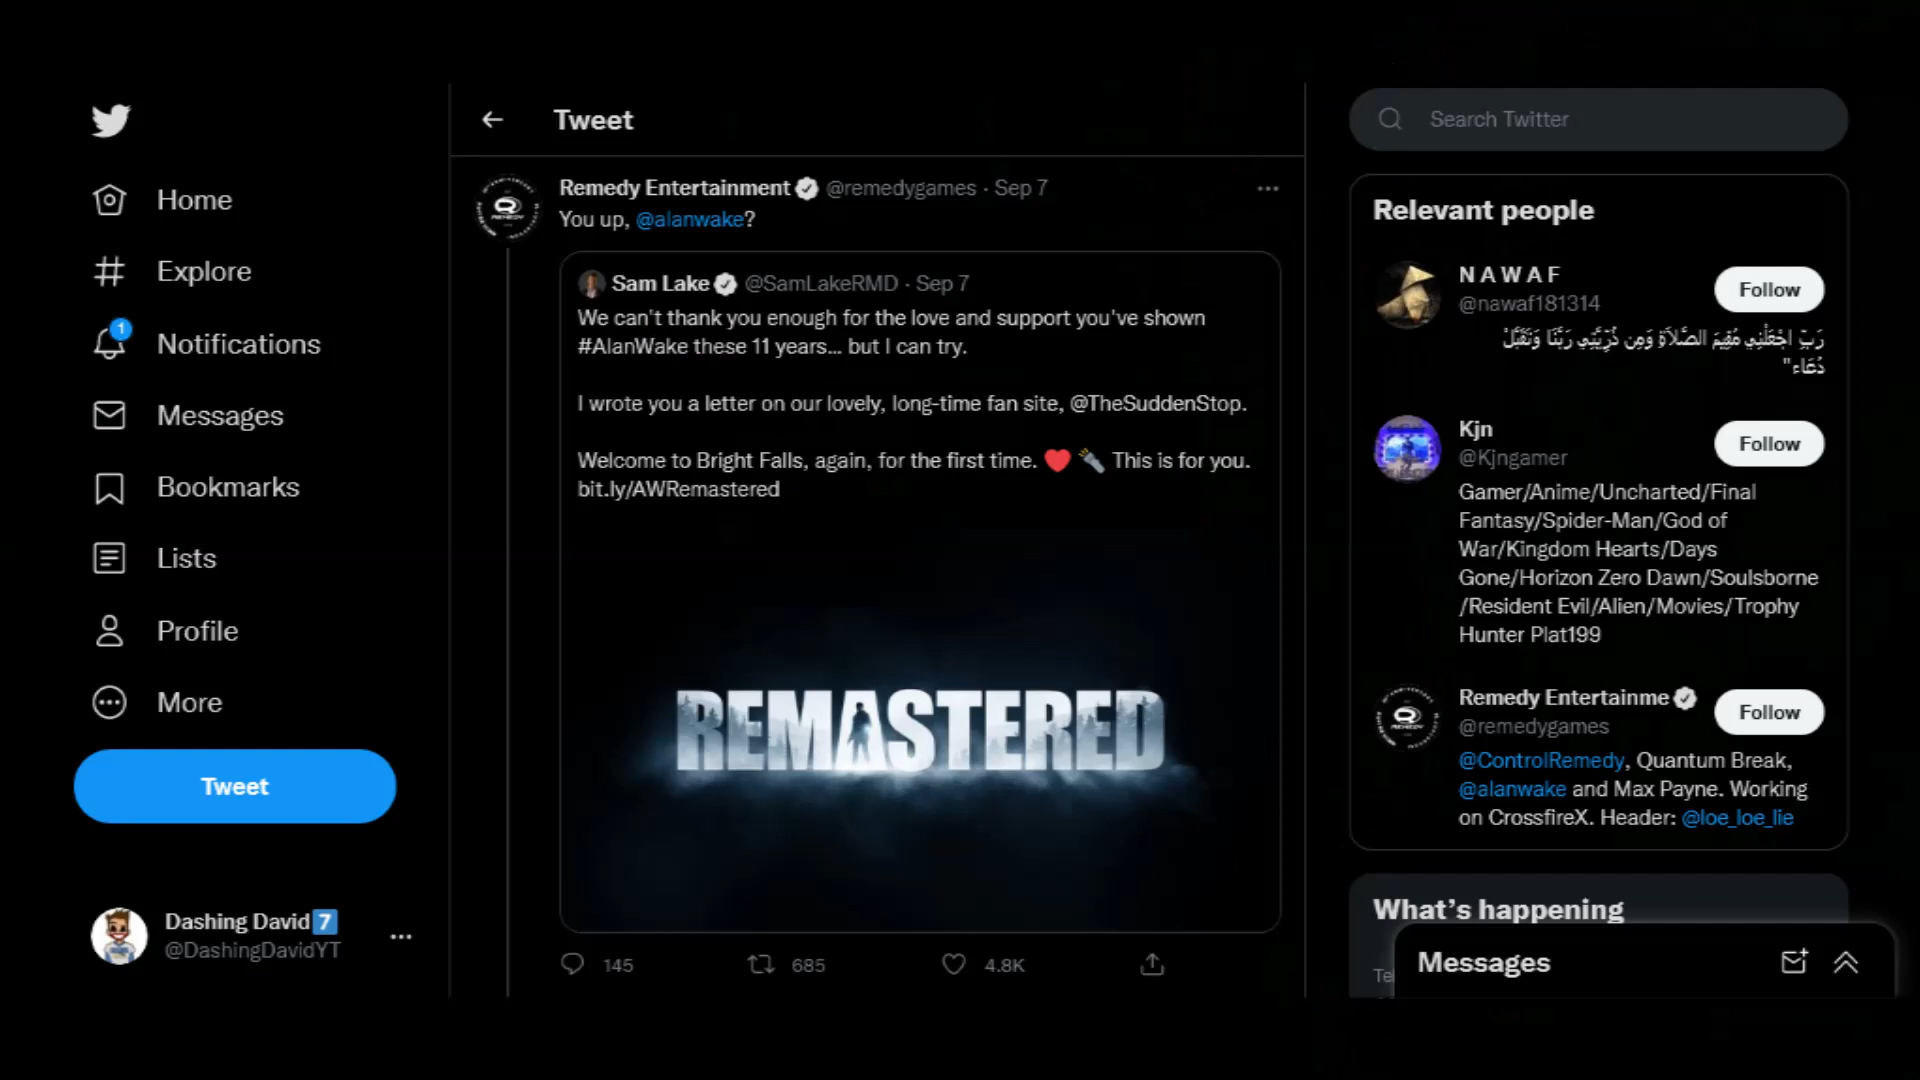 Home
Explore
1
Notifications
Messages
Bookmarks
Lists
Profile
More
Tweet
Dashing David 7
@DashingDavidYT
Tweet
Remedy Entertainment @remedygames · Sep 7
You up, @alanwake?
Sam Lake @SamLakeRMD · Sep 7
We can't thank you enough for the love and support you've shown
#AlanWake these 11 years... but I can try.
I wrote you a letter on our lovely, long-time fan site, @TheSuddenStop.
Welcome to Bright Falls, again, for the first time. ❤️ 🔦 This is for you.
bit.ly/AWRemastered
REMASTERED
145
685
4.8K
Search Twitter
Relevant people
N A W A F
@nawaf181314
Follow
رَبِّ اجْعَلْنِي مُقِيمَ الصَّلَاةِ وَمِن ذُرِّيَّتِي رَبَّنَا وَتَقَبَّلْ
دُعَاء"
Kjn
@Kjngamer
Follow
Gamer/Anime/Uncharted/Final
Fantasy/Spider-Man/God of
War/Kingdom Hearts/Days
Gone/Horizon Zero Dawn/Soulsborne
/Resident Evil/Alien/Movies/Trophy
Hunter Plat199
Remedy Entertainme
@remedygames
Follow
@ControlRemedy, Quantum Break,
@alanwake and Max Payne. Working
on CrossfireX. Header: @loe_loe_lie
What's happening
Messages